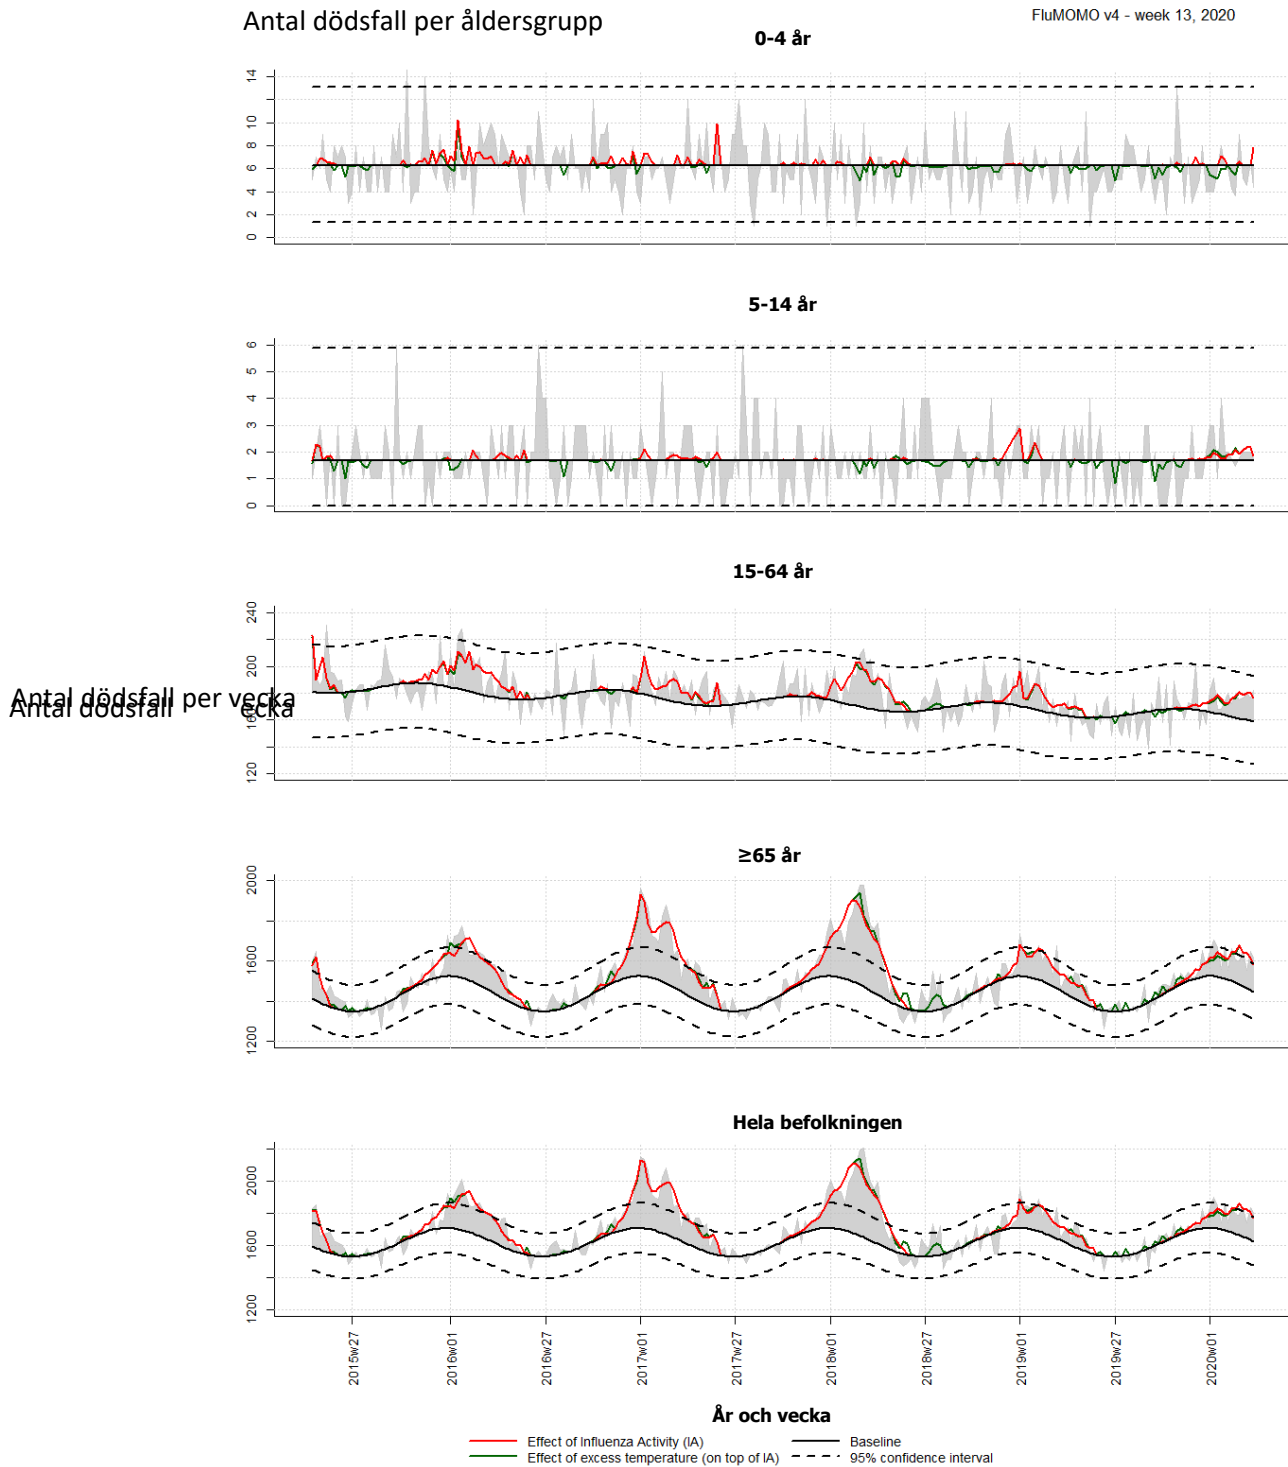 Antal dödsfall per åldersgrupp
FluMOMO v4 - week 13, 2020
0-4 år
14
10
8
6
4
2
0
5-14 år
6
5
4
3
2
1
0
15-64 år
240
200
160
120
Antal dödsfall per vecka
Antal dödsfall vecka
≥65 år
2000
1600
1200
Hela befolkningen
2000
1600
1200
2015w27
2016w01
2016w27
2017w01
2017w27
2018w01
2018w27
2019w01
2019w27
2020w01
År och vecka
Effect of Influenza Activity (IA)
Baseline
Effect of excess temperature (on top of IA)
95% confidence interval